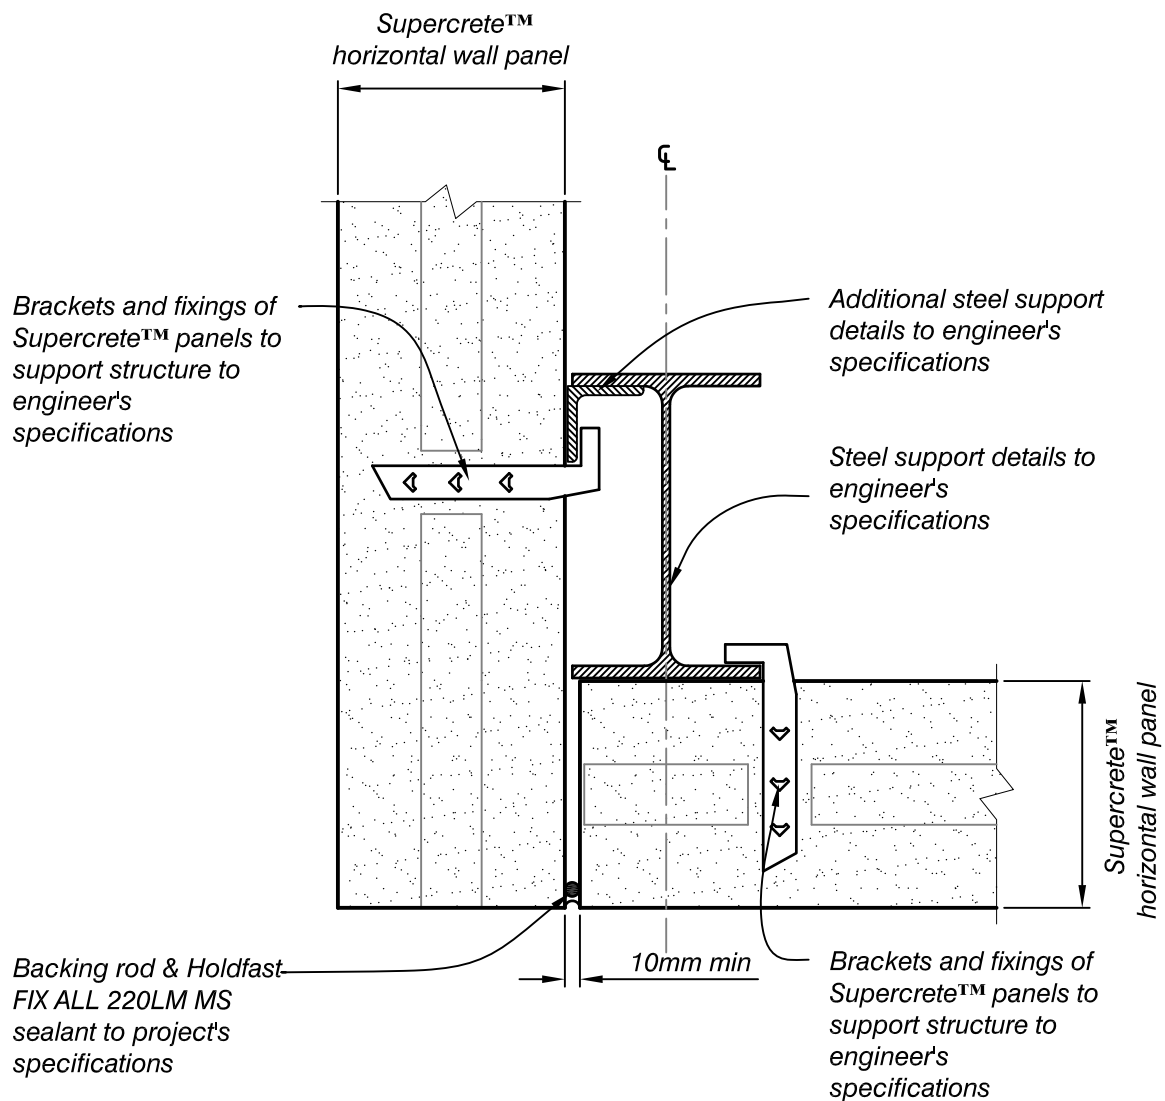 Supercrete™
horizontal wall panel
℄
Brackets and fixings of
Supercrete™ panels to
support structure to
engineer's
specifications
Additional steel support
details to engineer's
specifications
Steel support details to
engineer's
specifications
Supercrete™
horizontal wall panel
10mm min
Backing rod & Holdfast
FIX ALL 220LM MS
sealant to project's
specifications
Brackets and fixings of
Supercrete™ panels to
support structure to
engineer's
specifications